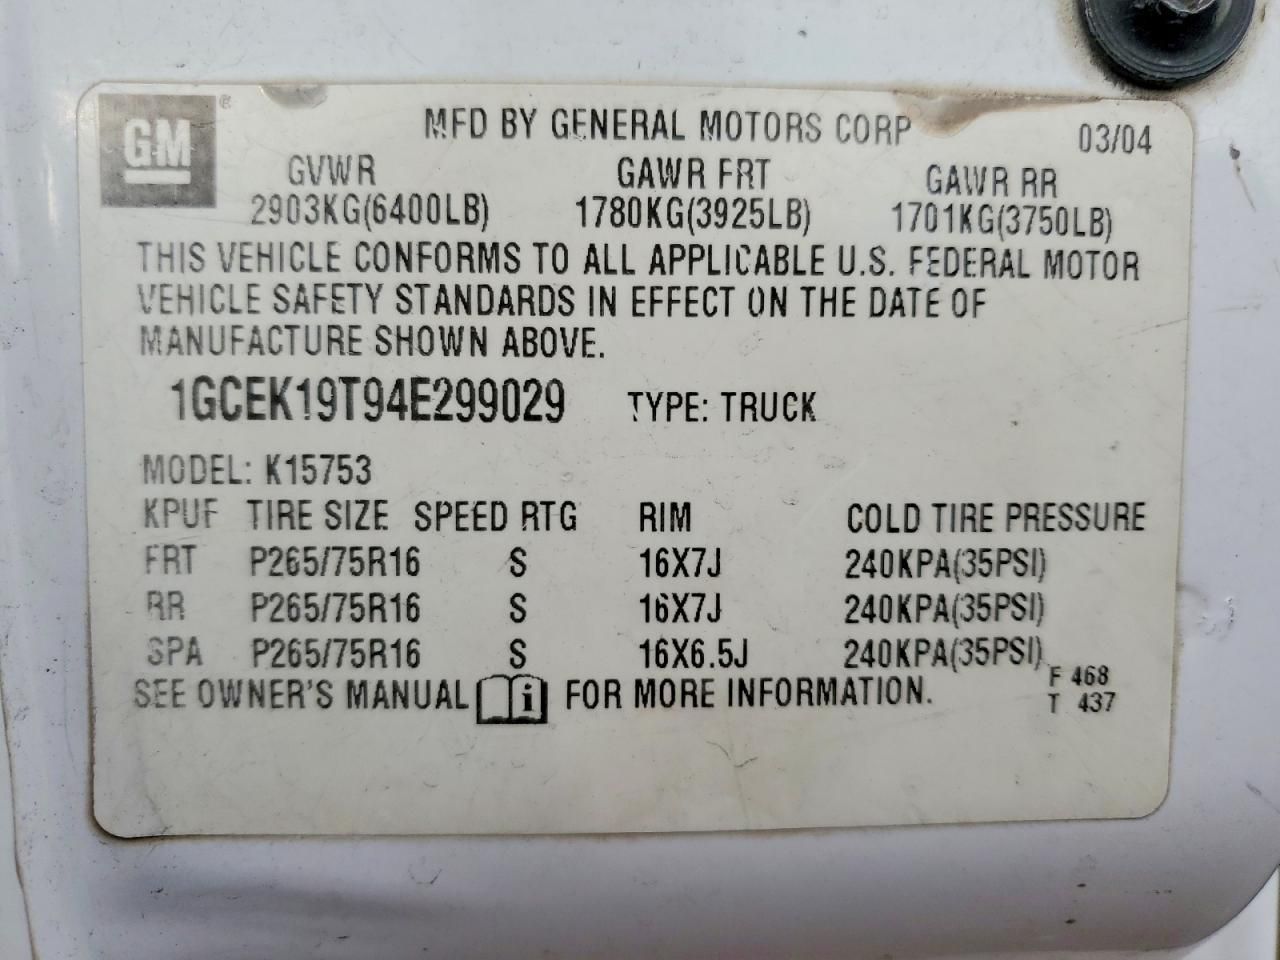 GM ®
MFD BY GENERAL MOTORS CORP 03/04
GVWR GAWR FRT GAWR RR
2903KG(6400LB) 1780KG(3925LB) 1701KG(3750LB)
THIS VEHICLE CONFORMS TO ALL APPLICABLE U.S. FEDERAL MOTOR
VEHICLE SAFETY STANDARDS IN EFFECT ON THE DATE OF
MANUFACTURE SHOWN ABOVE.
1GCEK19T94E299029 TYPE: TRUCK
MODEL: K15753
KPUF TIRE SIZE SPEED RTG RIM COLD TIRE PRESSURE
FRT P265/75R16 S 16X7J 240KPA(35PSI)
RR P265/75R16 S 16X7J 240KPA(35PSI)
SPA P265/75R16 S 16X6.5J 240KPA(35PSI)
SEE OWNER'S MANUAL i FOR MORE INFORMATION.
F 468
T 437